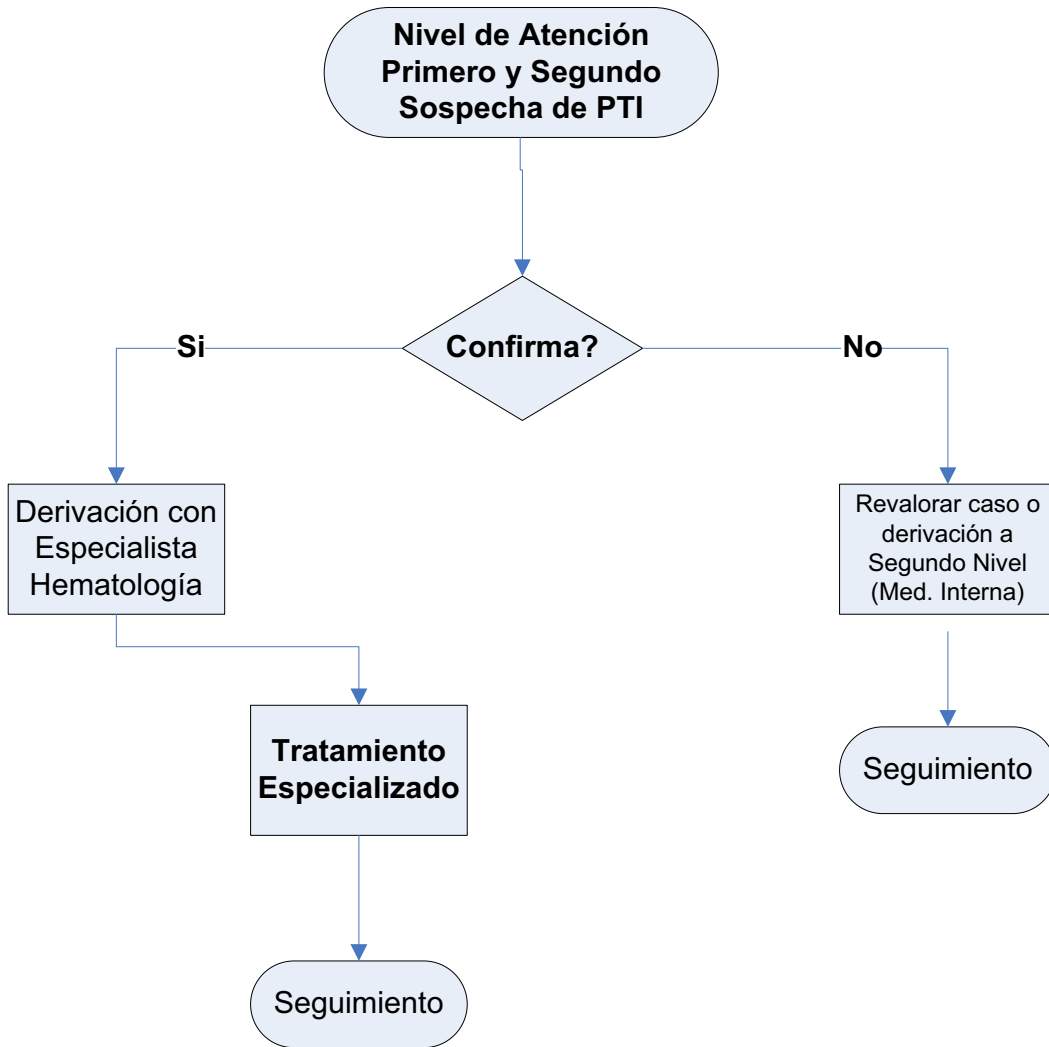 Nivel de Atención
Primero y Segundo
Sospecha de PTI
Confirma?
Si
No
Derivación con
Especialista
Hematología
Revalorar caso o
derivación a
Segundo Nivel
(Med. Interna)
Tratamiento
Especializado
Seguimiento
Seguimiento